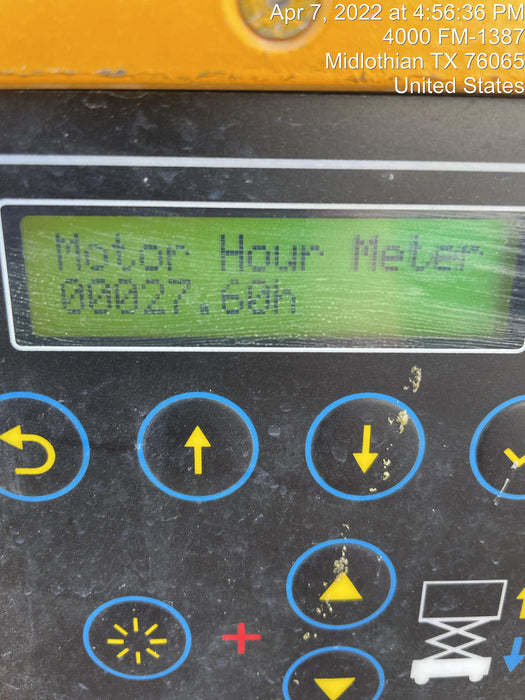 Apr 7, 2022 at 4:56:36 PM
4000 FM-1387
Midlothian TX 76065
United States
Motor Hour Meter
00027.60h